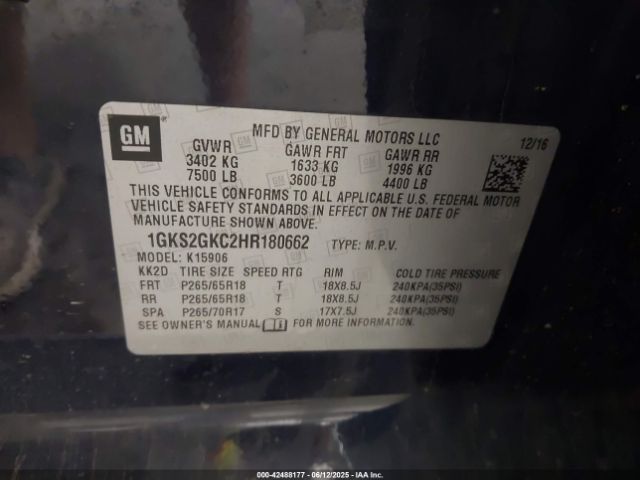 GM
MFD BY GENERAL MOTORS LLC
12/16
GVWR GAWR FRT GAWR RR
3402 KG 1633 KG 1996 KG
7500 LB 3600 LB 4400 LB
THIS VEHICLE CONFORMS TO ALL APPLICABLE U.S. FEDERAL MOTOR
VEHICLE SAFETY STANDARDS IN EFFECT ON THE DATE OF
MANUFACTURE SHOWN ABOVE.
1GKS2GKC2HR180662 TYPE: M.P.V.
MODEL: K15906
KK2D TIRE SIZE SPEED RTG RIM COLD TIRE PRESSURE
FRT P265/65R18 T 18X8.5J 240KPA(35PSI)
RR P265/65R18 T 18X8.5J 240KPA(35PSI)
SPA P265/70R17 S 17X7.5J 240KPA(35PSI)
SEE OWNER'S MANUAL FOR MORE INFORMATION
000-42488177 - 06/12/2025 - IAA Inc.